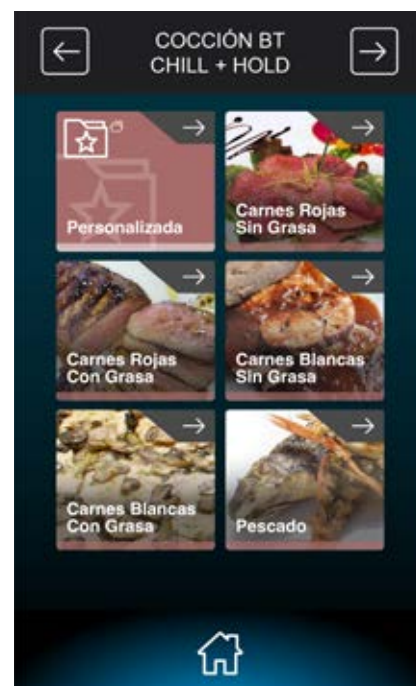 COCCIÓN BT
CHILL + HOLD
Personalizada
Carnes Rojas
Sin Grasa
Carnes Rojas
Con Grasa
Carnes Blancas
Sin Grasa
Carnes Blancas
Con Grasa
Pescado